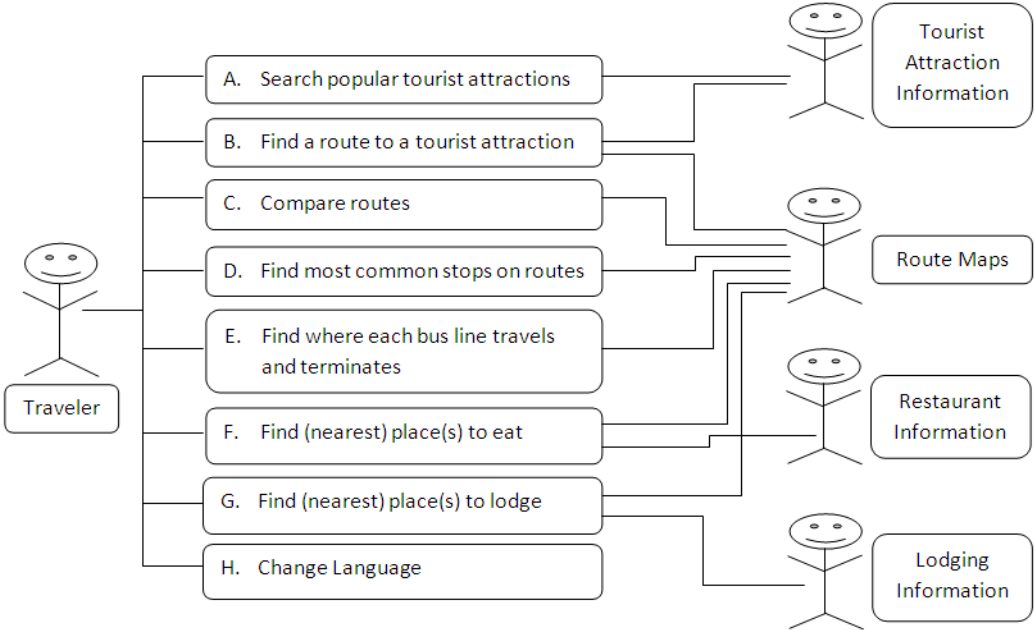 Tourist
Attraction
Information
A. Search popular tourist attractions
B. Find a route to a tourist attraction
C. Compare routes
Route Maps
D. Find most common stops on routes
E. Find where each bus line travels
and terminates
Traveler
Restaurant
Information
F. Find (nearest) place(s) to eat
G. Find (nearest) place(s) to lodge
H. Change Language
Lodging
Information